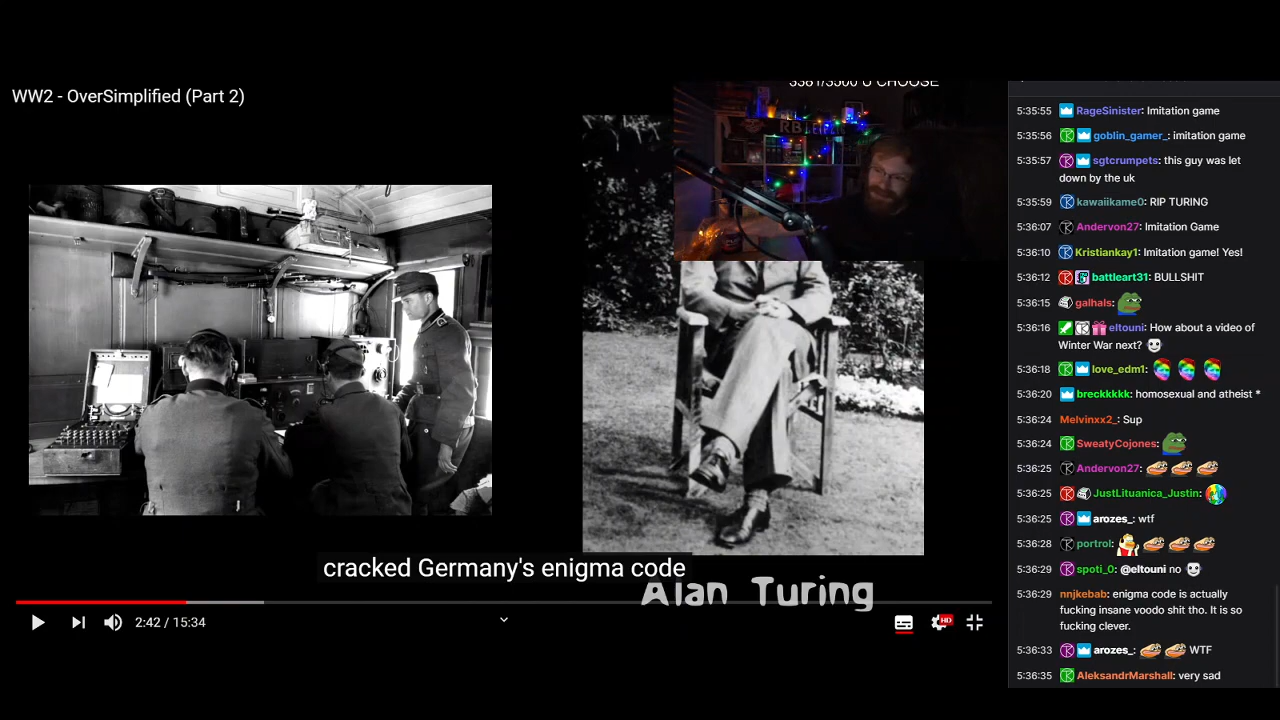 3381/3500 U CHOOSE
WW2 - OverSimplified (Part 2)
cracked Germany's enigma code
Alan Turing
2:42 / 15:34
HD
5:35:55 RageSinister: Imitation game
5:35:56 goblin_gamer_: imitation game
5:35:57 sgtcrumpets: this guy was let
down by the uk
5:35:59 kawaiikame0: RIP TURING
5:36:07 Andervon27: Imitation Game
5:36:10 Kristiankay1: Imitation game! Yes!
5:36:12 battleart31: BULLSHIT
5:36:15 galhals:
5:36:16 eltouni: How about a video of
Winter War next?
5:36:18 love_edm1:
5:36:20 breckkkkk: homosexual and atheist *
5:36:24 Melvinxx2_: Sup
5:36:24 SweatyCojones:
5:36:25 Andervon27:
5:36:25 JustLituanica_Justin:
5:36:25 arozes_: wtf
5:36:28 portrol:
5:36:29 spoti_0: @eltouni no
5:36:29 nnjkebab: enigma code is actually
fucking insane voodo shit tho. It is so
fucking clever.
5:36:33 arozes_: WTF
5:36:35 AleksandrMarshall: very sad